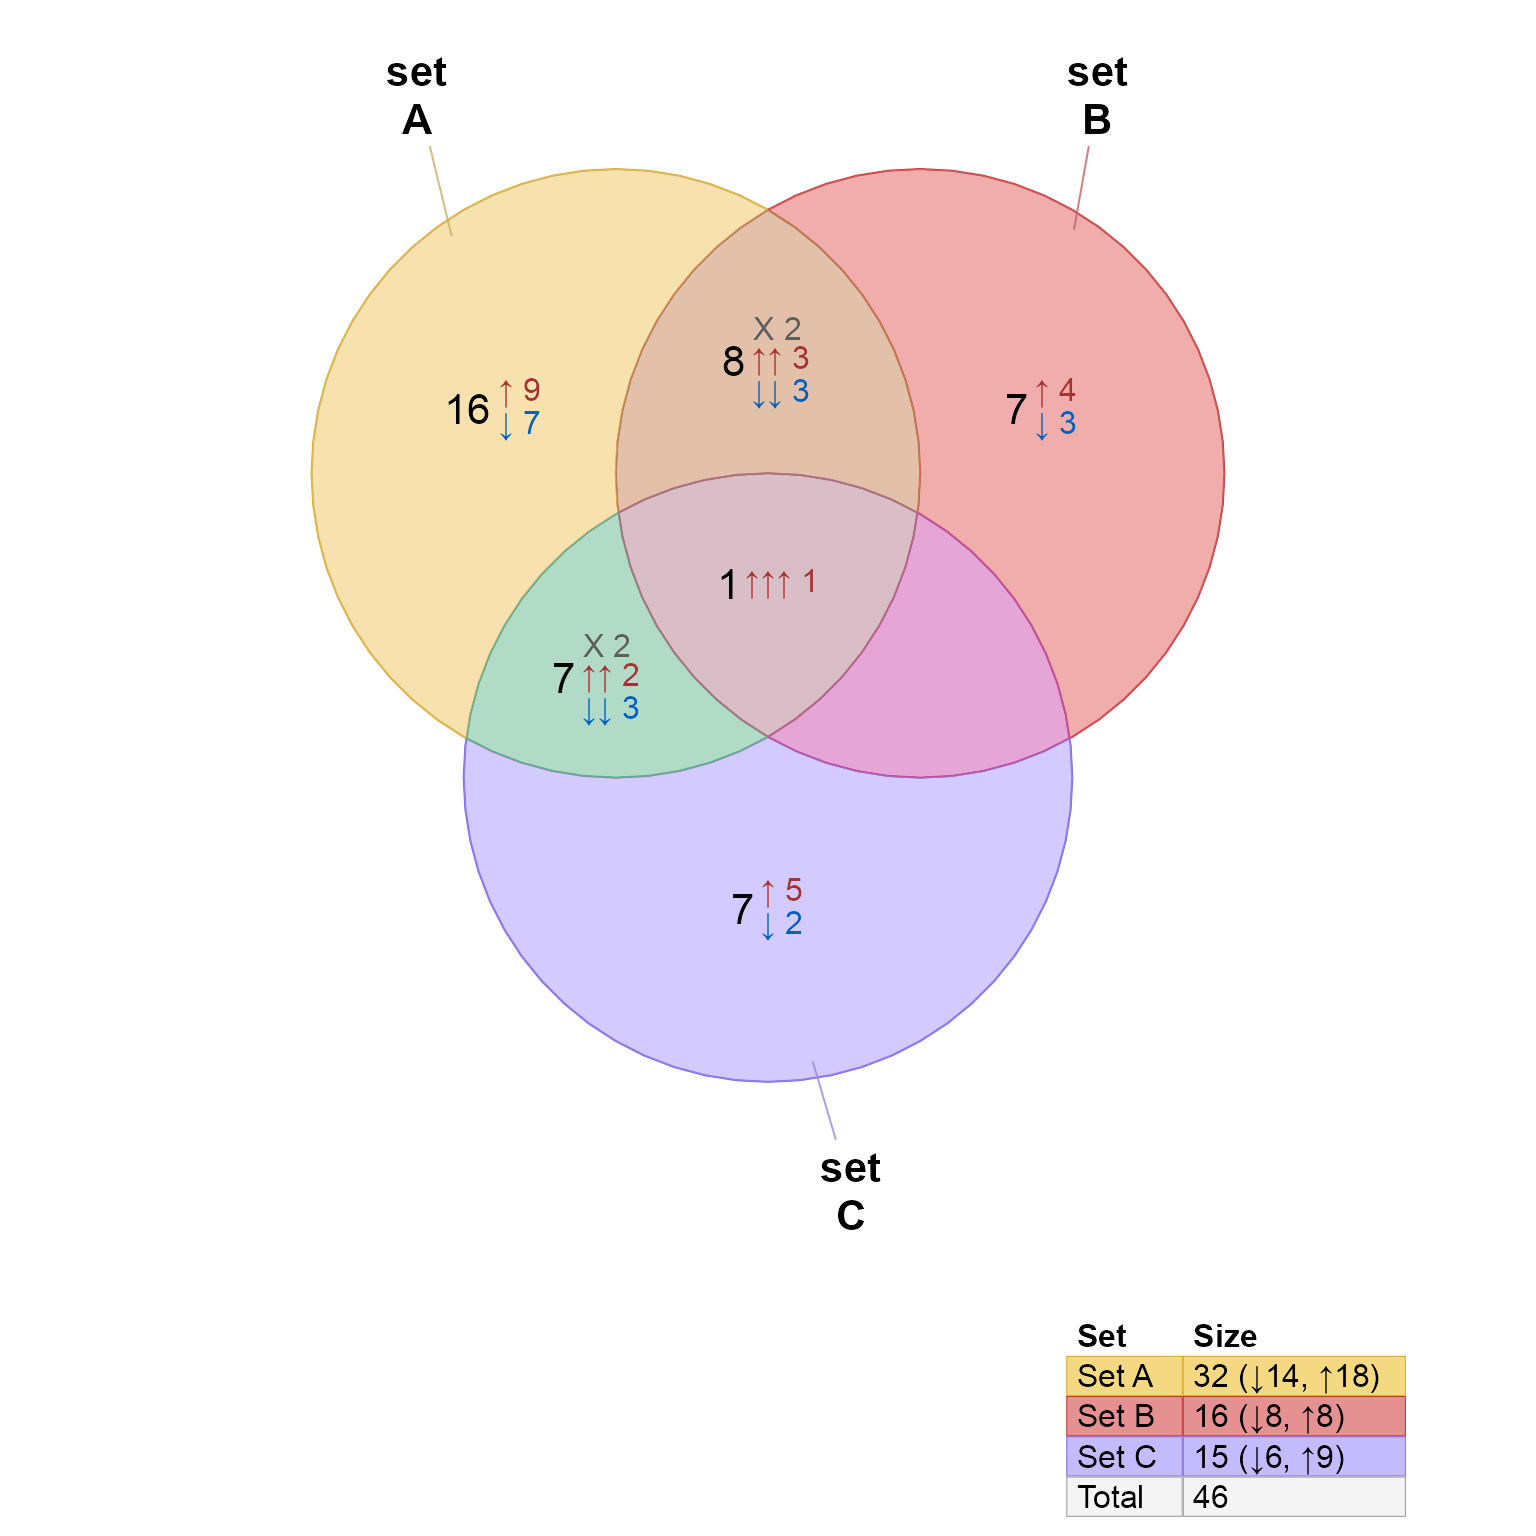 set
A
set
B
X 2
8 ↑↑ 3
↓↓ 3
16 ↑ 9
↓ 7
7 ↑ 4
↓ 3
1 ↑↑↑ 1
X 2
7 ↑↑ 2
↓↓ 3
7 ↑ 5
↓ 2
set
C
Set Size
Set A 32 (↓14, ↑18)
Set B 16 (↓8, ↑8)
Set C 15 (↓6, ↑9)
Total 46